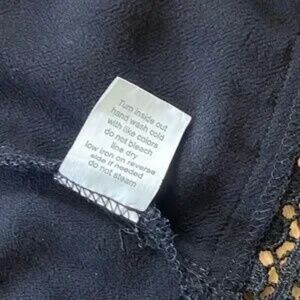 Turn inside out
hand wash cold
with like colors
do not bleach
line dry
low iron on reverse
side if needed
do not steam